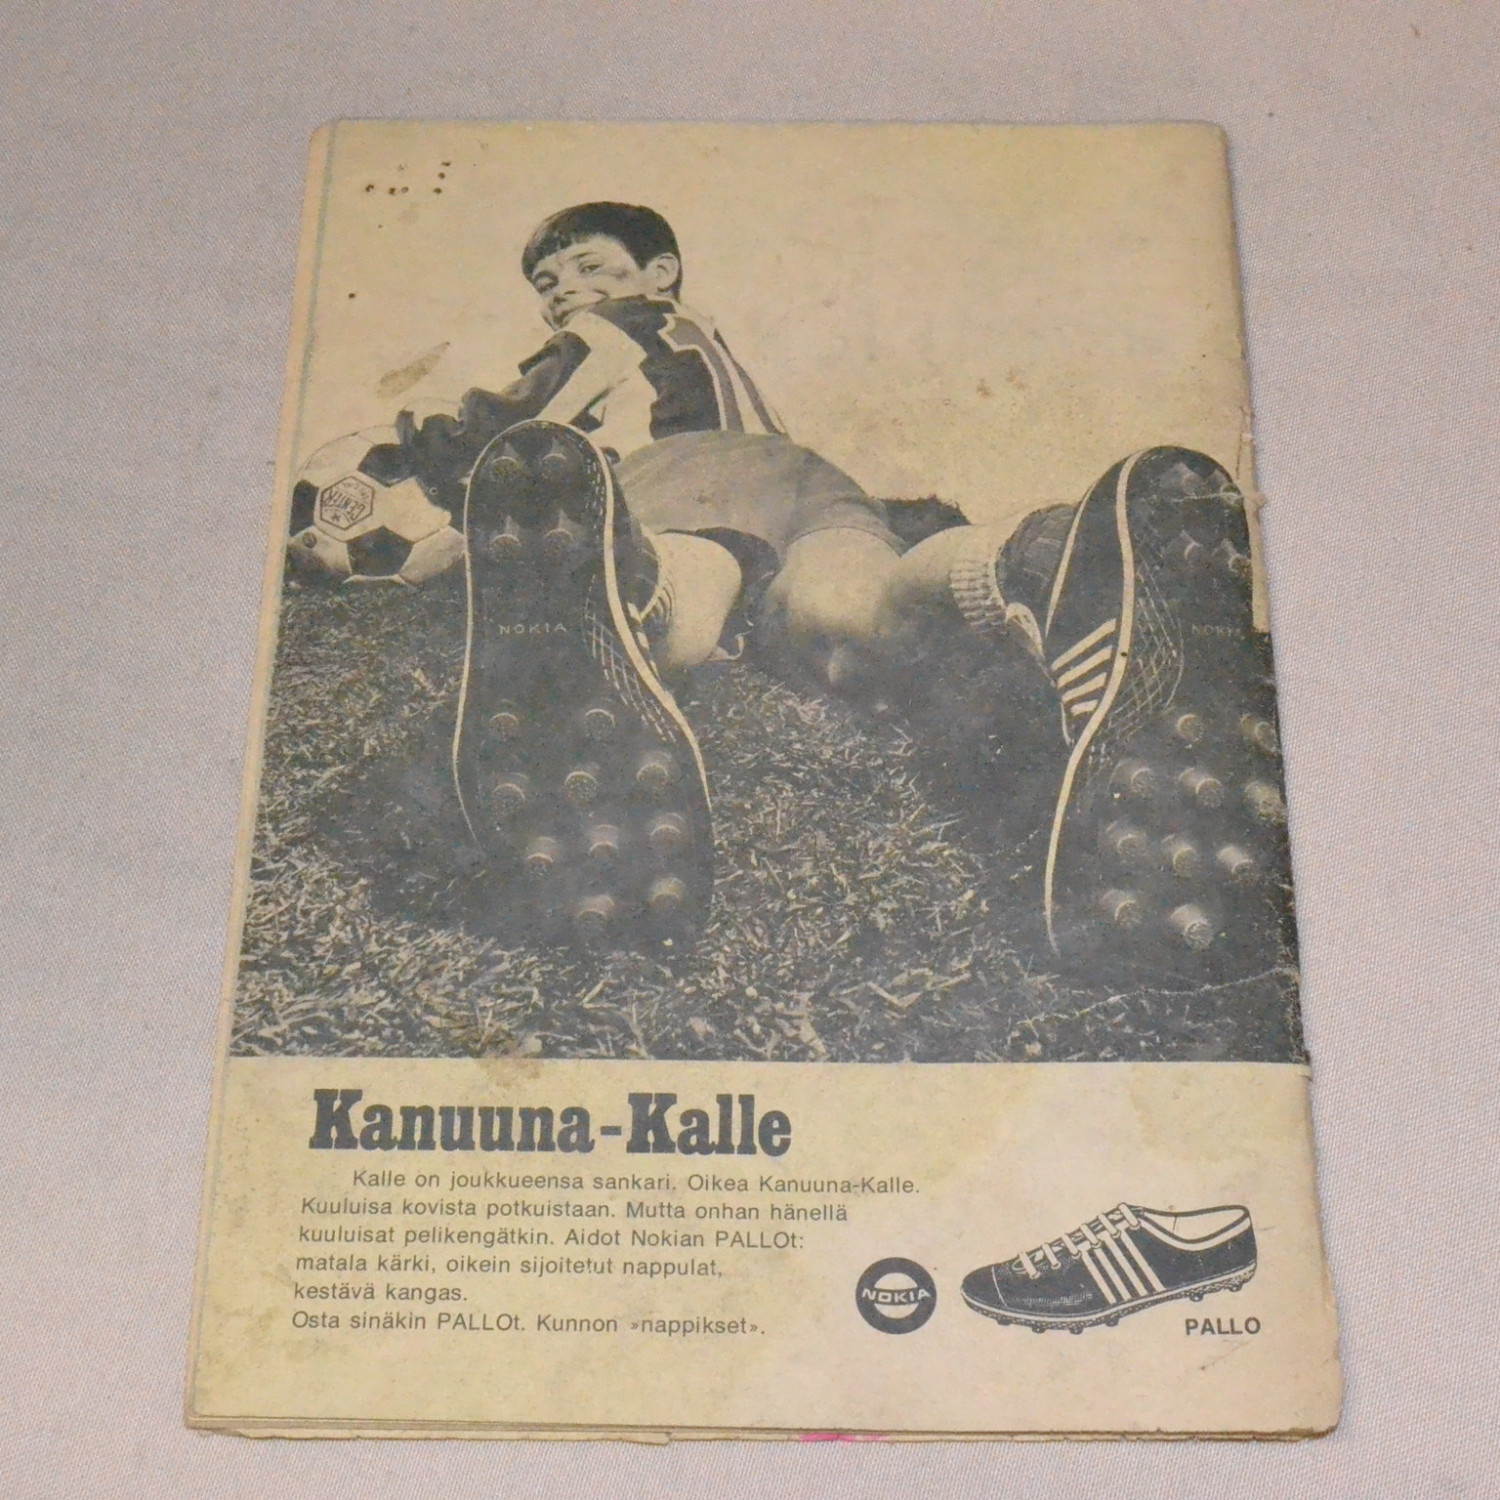 CENTER
NOKIA
NOKIA
Kanuuna-Kalle
Kalle on joukkueensa sankari. Oikea Kanuuna-Kalle.
Kuuluisa kovista potkuistaan. Mutta onhan hänellä
kuuluisat pelikengätkin. Aidot Nokian PALLOt:
matala kärki, oikein sijoitetut nappulat,
kestävä kangas.
Osta sinäkin PALLOt. Kunnon »nappikset».
NOKIA
PALLO